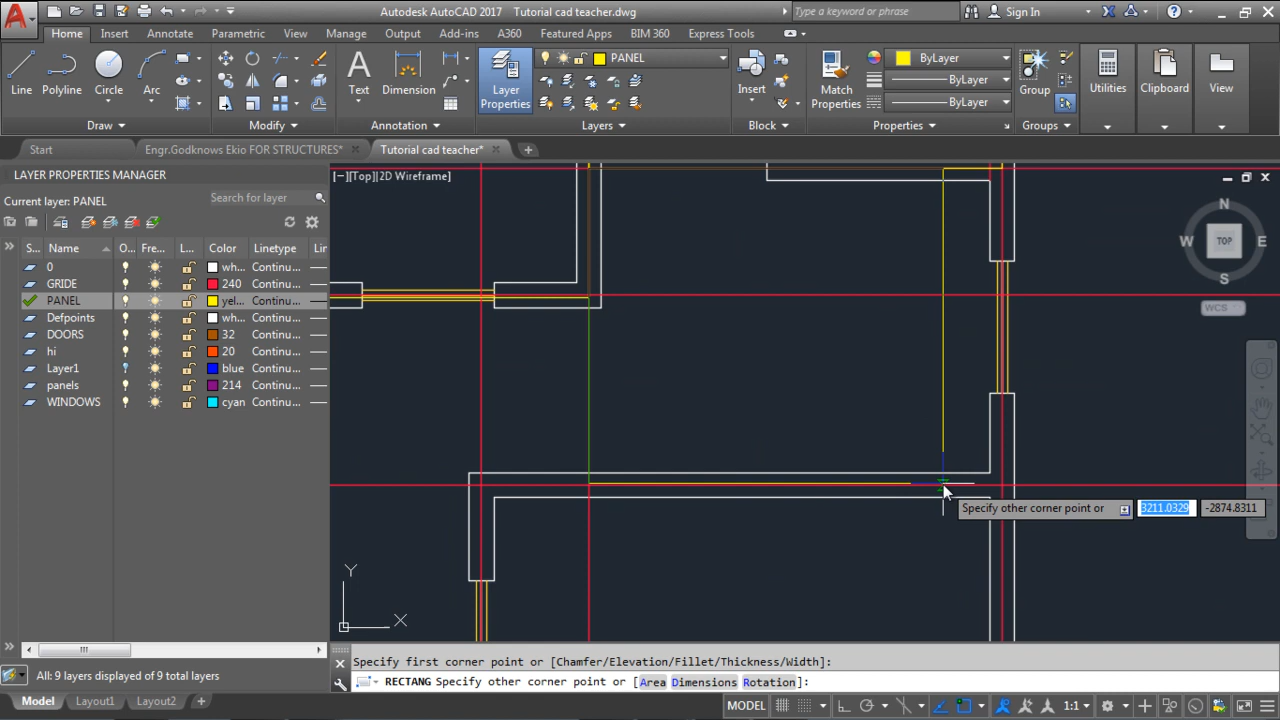 Autodesk AutoCAD 2017 Tutorial cad teacher.dwg
Type a keyword or phrase
Sign In
Home Insert Annotate Parametric View Manage Output Add-ins A360 Featured Apps BIM 360 Express Tools
PANEL
ByLayer
ByLayer
ByLayer
Line Polyline Circle Arc Text Dimension Layer Properties Insert Match Properties Group Utilities Clipboard View
Draw Modify Annotation Layers Block Properties Groups
Start Engr.Godknows Ekio FOR STRUCTURES* Tutorial cad teacher*
LAYER PROPERTIES MANAGER
Current layer: PANEL
Search for layer
S... Name O.. Fre... L... Color Linetype Lir
0 wh... Continu...
GRIDE 240 Continu...
PANEL yel... Continu...
Defpoints wh... Continu...
DOORS 32 Continu...
hi 20 Continu...
Layer1 blue Continu...
panels 214 Continu...
WINDOWS cyan Continu...
[−][Top][2D Wireframe]
N
W TOP E
S
WCS
Specify other corner point or 3211.0329 -2874.8311
Y
X
Specify first corner point or [Chamfer/Elevation/Fillet/Thickness/Width]:
RECTANG Specify other corner point or [Area Dimensions Rotation]:
All: 9 layers displayed of 9 total layers
Model Layout1 Layout2
MODEL 1:1